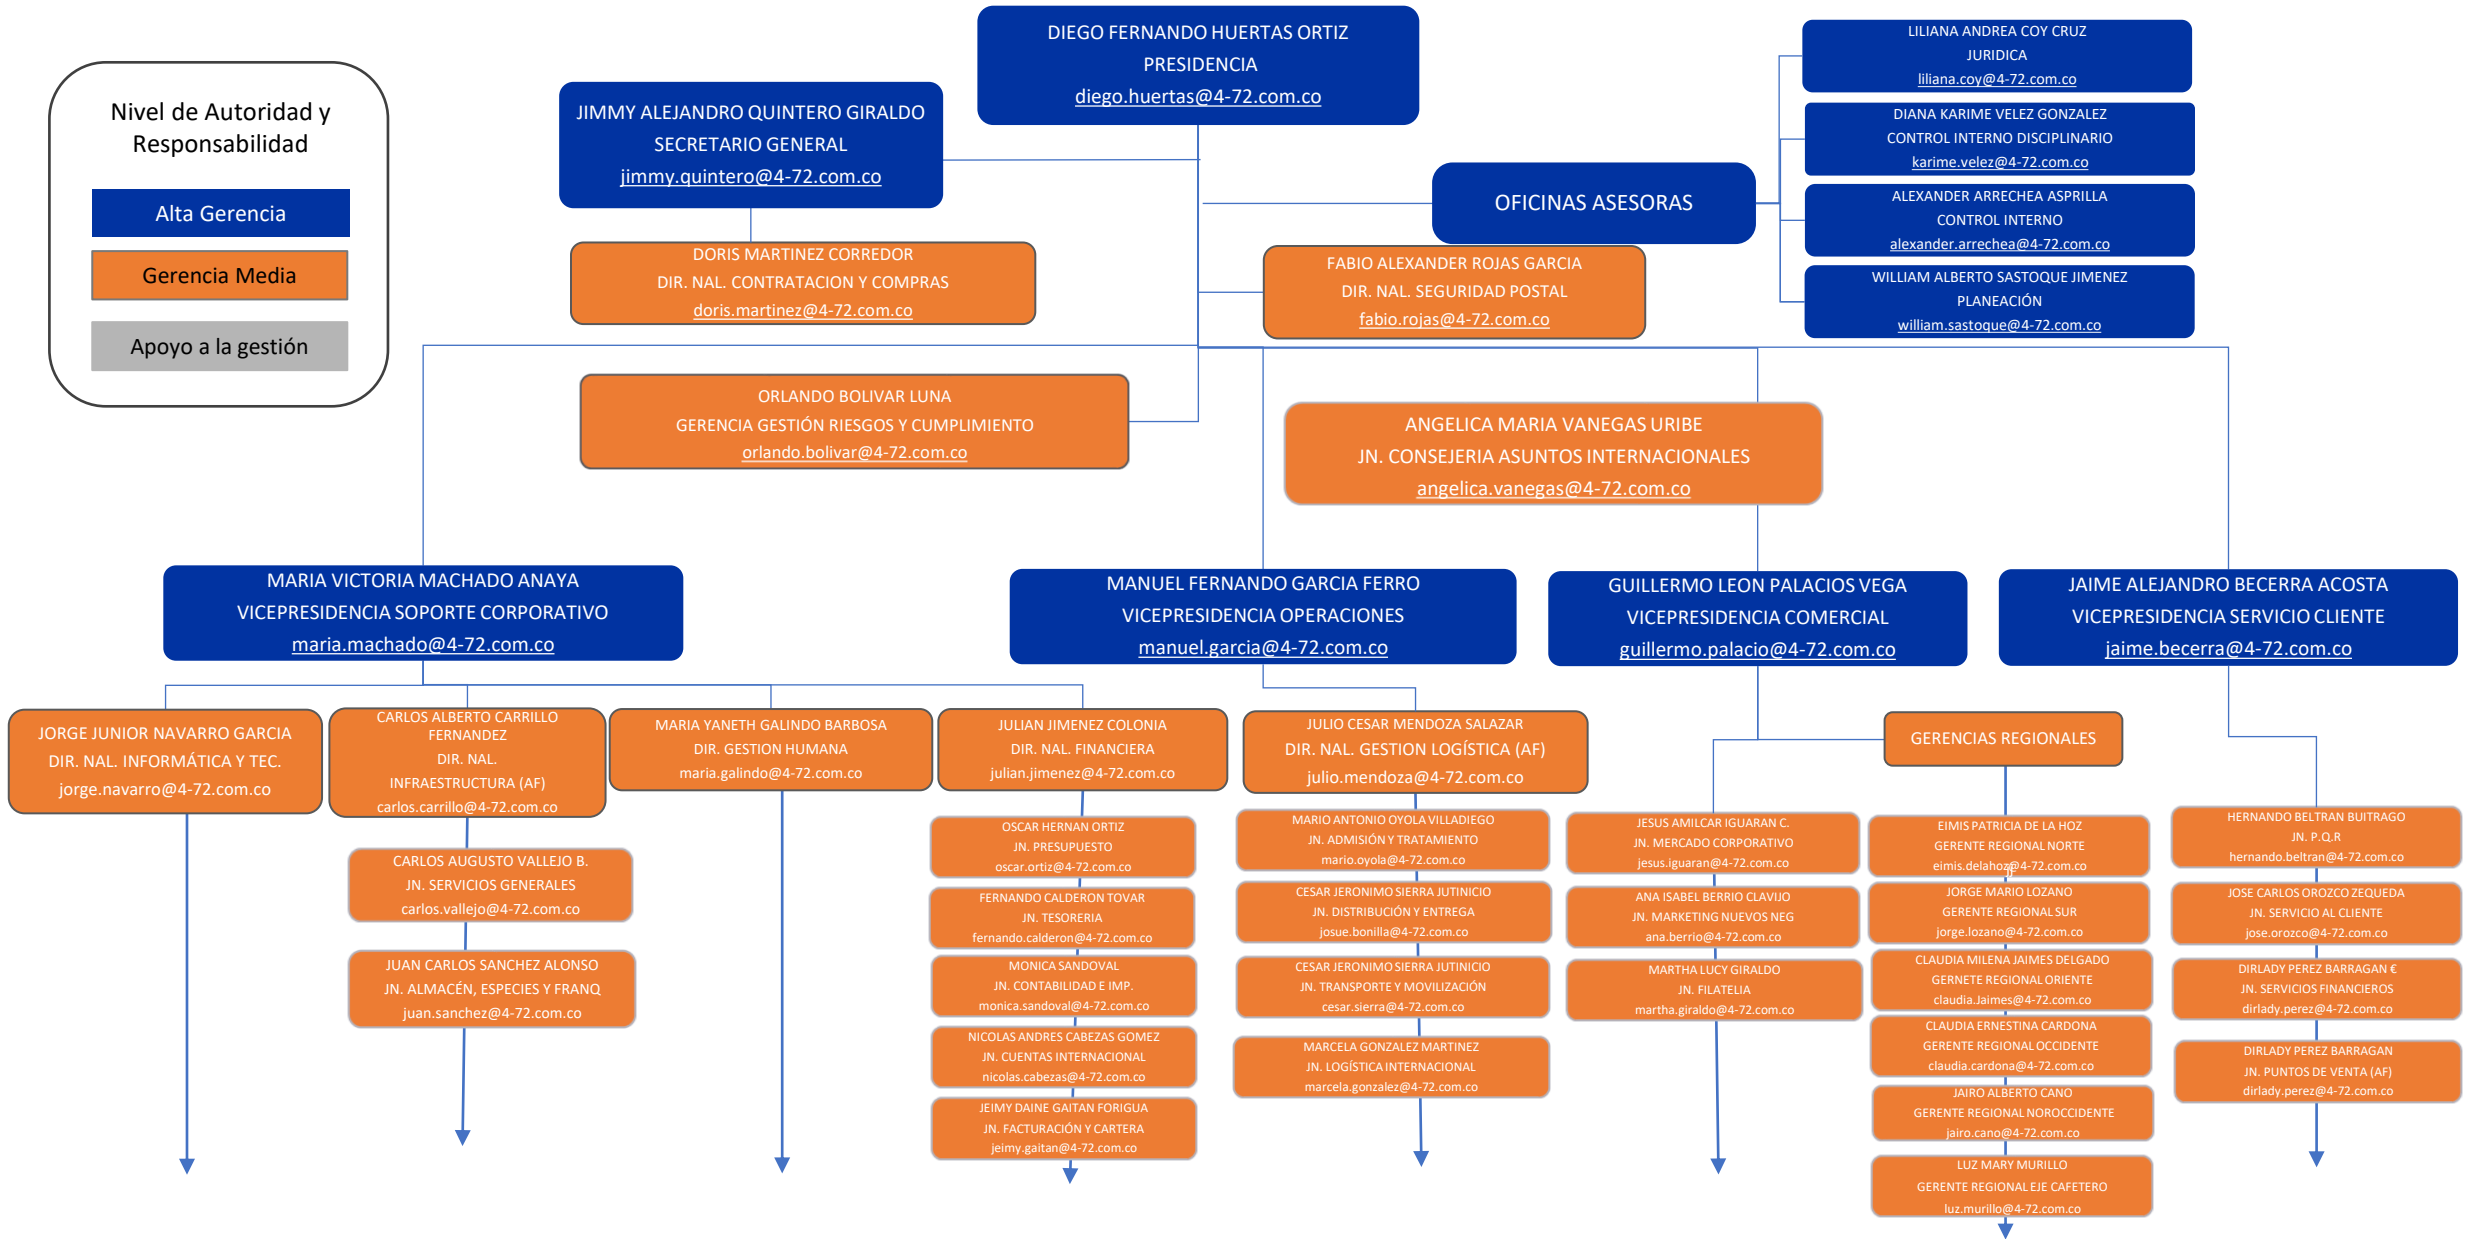 DIEGO FERNANDO HUERTAS ORTIZ
PRESIDENCIA
diego.huertas@4-72.com.co
LILIANA ANDREA COY CRUZ
JURIDICA
liliana.coy@4-72.com.co
Nivel de Autoridad y
Responsabilidad
Alta Gerencia
Gerencia Media
Apoyo a la gestión
JIMMY ALEJANDRO QUINTERO GIRALDO
SECRETARIO GENERAL
jimmy.quintero@4-72.com.co
DIANA KARIME VELEZ GONZALEZ
CONTROL INTERNO DISCIPLINARIO
karime.velez@4-72.com.co
OFICINAS ASESORAS
ALEXANDER ARRECHEA ASPRILLA
CONTROL INTERNO
alexander.arrechea@4-72.com.co
DORIS MARTINEZ CORREDOR
DIR. NAL. CONTRATACION Y COMPRAS
doris.martinez@4-72.com.co
FABIO ALEXANDER ROJAS GARCIA
DIR. NAL. SEGURIDAD POSTAL
fabio.rojas@4-72.com.co
WILLIAM ALBERTO SASTOQUE JIMENEZ
PLANEACIÓN
william.sastoque@4-72.com.co
ORLANDO BOLIVAR LUNA
GERENCIA GESTIÓN RIESGOS Y CUMPLIMIENTO
orlando.bolivar@4-72.com.co
ANGELICA MARIA VANEGAS URIBE
JN. CONSEJERIA ASUNTOS INTERNACIONALES
angelica.vanegas@4-72.com.co
MARIA VICTORIA MACHADO ANAYA
VICEPRESIDENCIA SOPORTE CORPORATIVO
maria.machado@4-72.com.co
MANUEL FERNANDO GARCIA FERRO
VICEPRESIDENCIA OPERACIONES
manuel.garcia@4-72.com.co
GUILLERMO LEON PALACIOS VEGA
VICEPRESIDENCIA COMERCIAL
guillermo.palacio@4-72.com.co
JAIME ALEJANDRO BECERRA ACOSTA
VICEPRESIDENCIA SERVICIO CLIENTE
jaime.becerra@4-72.com.co
JORGE JUNIOR NAVARRO GARCIA
DIR. NAL. INFORMÁTICA Y TEC.
jorge.navarro@4-72.com.co
CARLOS ALBERTO CARRILLO
FERNANDEZ
DIR. NAL.
INFRAESTRUCTURA (AF)
carlos.carrillo@4-72.com.co
CARLOS AUGUSTO VALLEJO B.
JN. SERVICIOS GENERALES
carlos.vallejo@4-72.com.co
JUAN CARLOS SANCHEZ ALONSO
JN. ALMACÉN, ESPECIES Y FRANQ
juan.sanchez@4-72.com.co
MARIA YANETH GALINDO BARBOSA
DIR. GESTION HUMANA
maria.galindo@4-72.com.co
JULIAN JIMENEZ COLONIA
DIR. NAL. FINANCIERA
julian.jimenez@4-72.com.co
OSCAR HERNAN ORTIZ
JN. PRESUPUESTO
oscar.ortiz@4-72.com.co
FERNANDO CALDERON TOVAR
JN. TESORERIA
fernando.calderon@4-72.com.co
MONICA SANDOVAL
JN. CONTABILIDAD E IMP.
monica.sandoval@4-72.com.co
NICOLAS ANDRES CABEZAS GOMEZ
JN. CUENTAS INTERNACIONAL
nicolas.cabezas@4-72.com.co
JEIMY DAINE GAITAN FORIGUA
JN. FACTURACIÓN Y CARTERA
jeimy.gaitan@4-72.com.co
JULIO CESAR MENDOZA SALAZAR
DIR. NAL. GESTION LOGÍSTICA (AF)
julio.mendoza@4-72.com.co
MARIO ANTONIO OYOLA VILLADIEGO
JN. ADMISIÓN Y TRATAMIENTO
mario.oyola@4-72.com.co
CESAR JERONIMO SIERRA JUTINICIO
JN. DISTRIBUCIÓN Y ENTREGA
josue.bonilla@4-72.com.co
CESAR JERONIMO SIERRA JUTINICIO
JN. TRANSPORTE Y MOVILIZACIÓN
cesar.sierra@4-72.com.co
MARCELA GONZALEZ MARTINEZ
JN. LOGÍSTICA INTERNACIONAL
marcela.gonzalez@4-72.com.co
JESUS AMILCAR IGUARAN C.
JN. MERCADO CORPORATIVO
jesus.iguaran@4-72.com.co
ANA ISABEL BERRIO CLAVIJO
JN. MARKETING NUEVOS NEG
ana.berrio@4-72.com.co
MARTHA LUCY GIRALDO
JN. FILATELIA
martha.giraldo@4-72.com.co
GERENCIAS REGIONALES
EIMIS PATRICIA DE LA HOZ
GERENTE REGIONAL NORTE
eimis.delahoz@4-72.com.co
JORGE MARIO LOZANO
GERENTE REGIONAL SUR
jorge.lozano@4-72.com.co
CLAUDIA MILENA JAIMES DELGADO
GERNETE REGIONAL ORIENTE
claudia.Jaimes@4-72.com.co
CLAUDIA ERNESTINA CARDONA
GERENTE REGIONAL OCCIDENTE
claudia.cardona@4-72.com.co
JAIRO ALBERTO CANO
GERENTE REGIONAL NOROCCIDENTE
jairo.cano@4-72.com.co
LUZ MARY MURILLO
GERENTE REGIONAL EJE CAFETERO
luz.murillo@4-72.com.co
HERNANDO BELTRAN BUITRAGO
JN. P.Q.R
hernando.beltran@4-72.com.co
JOSE CARLOS OROZCO ZEQUEDA
JN. SERVICIO AL CLIENTE
jose.orozco@4-72.com.co
DIRLADY PEREZ BARRAGAN €
JN. SERVICIOS FINANCIEROS
dirlady.perez@4-72.com.co
DIRLADY PEREZ BARRAGAN
JN. PUNTOS DE VENTA (AF)
dirlady.perez@4-72.com.co